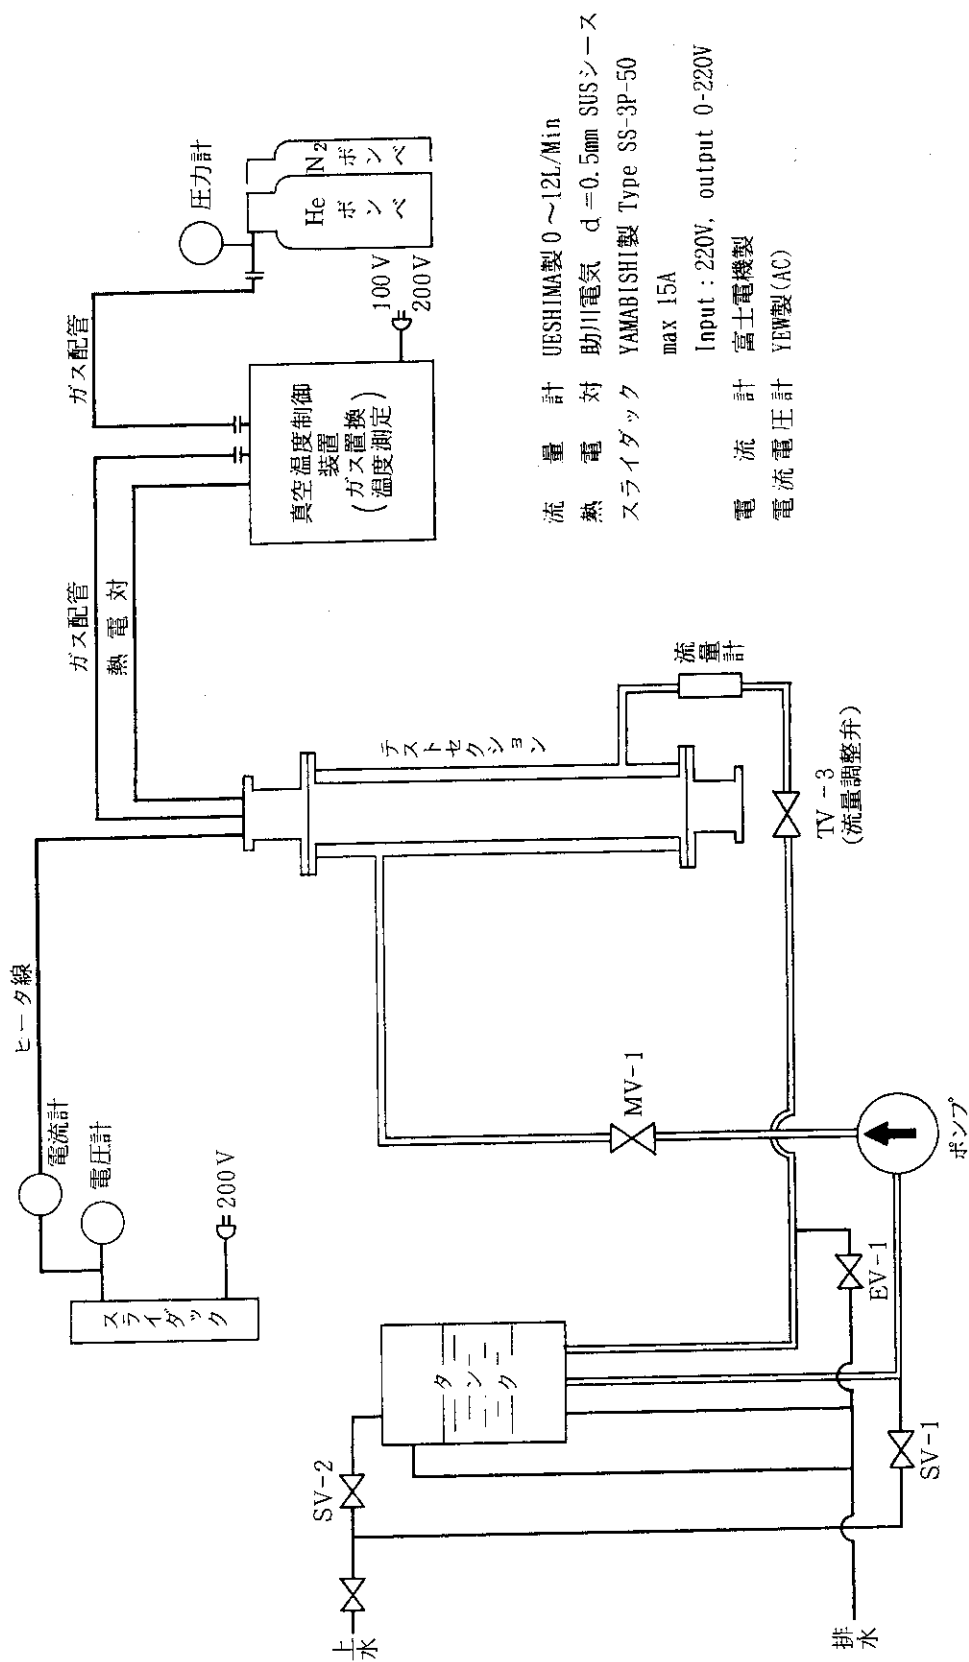 圧力計
N2
ボンベ
He
ボンベ
ガス配管
100V
200V
真空温度制御
装置
(ガス置換
温度測定)
ガス配管
熱電対
ヒータ線
電流計
電圧計
200V
スライダック
テストセクション
流量計
TV-3
(流量調整弁)
MV-1
ポンプ
EV-1
タンク
SV-2
SV-1
上水
排水
流量計 UESHIMA製 0～12L/Min
熱電対 助川電気 d=0.5mm SUSシース
スライダック YAMABISHI製 Type SS-3P-50
max 15A
Input : 220V, output 0-220V
電流計 富士電機製
電流電圧計 YEW製(AC)